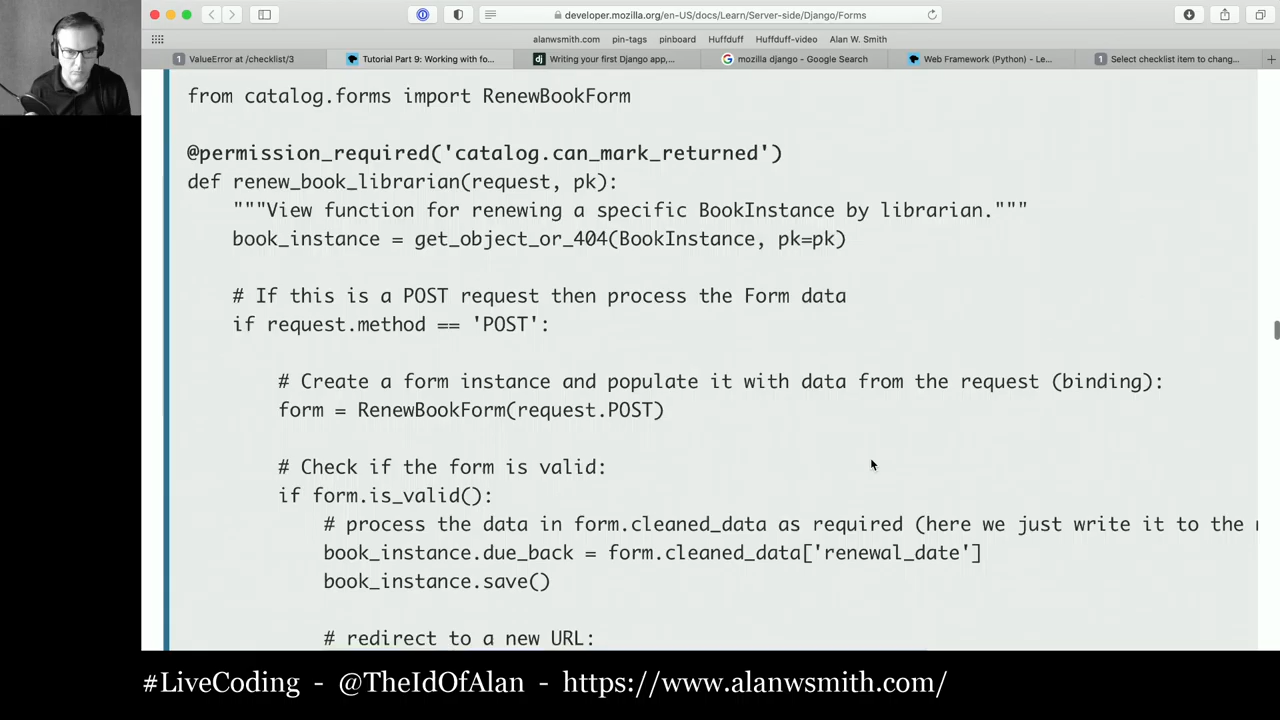 developer.mozilla.org/en-US/docs/Learn/Server-side/Django/Forms
alanwsmith.com pin-tags pinboard Huffduff Huffduff-video Alan W. Smith
1 ValueError at /checklist/3 Tutorial Part 9: Working with fo... dj Writing your first Django app,... G mozilla django - Google Search Web Framework (Python) - Le... 1 Select checklist item to chang...
from catalog.forms import RenewBookForm
@permission_required('catalog.can_mark_returned')
def renew_book_librarian(request, pk):
"""View function for renewing a specific BookInstance by librarian."""
book_instance = get_object_or_404(BookInstance, pk=pk)
# If this is a POST request then process the Form data
if request.method == 'POST':
# Create a form instance and populate it with data from the request (binding):
form = RenewBookForm(request.POST)
# Check if the form is valid:
if form.is_valid():
# process the data in form.cleaned_data as required (here we just write it to the
book_instance.due_back = form.cleaned_data['renewal_date']
book_instance.save()
# redirect to a new URL:
#LiveCoding - @TheIdOfAlan - https://www.alanwsmith.com/